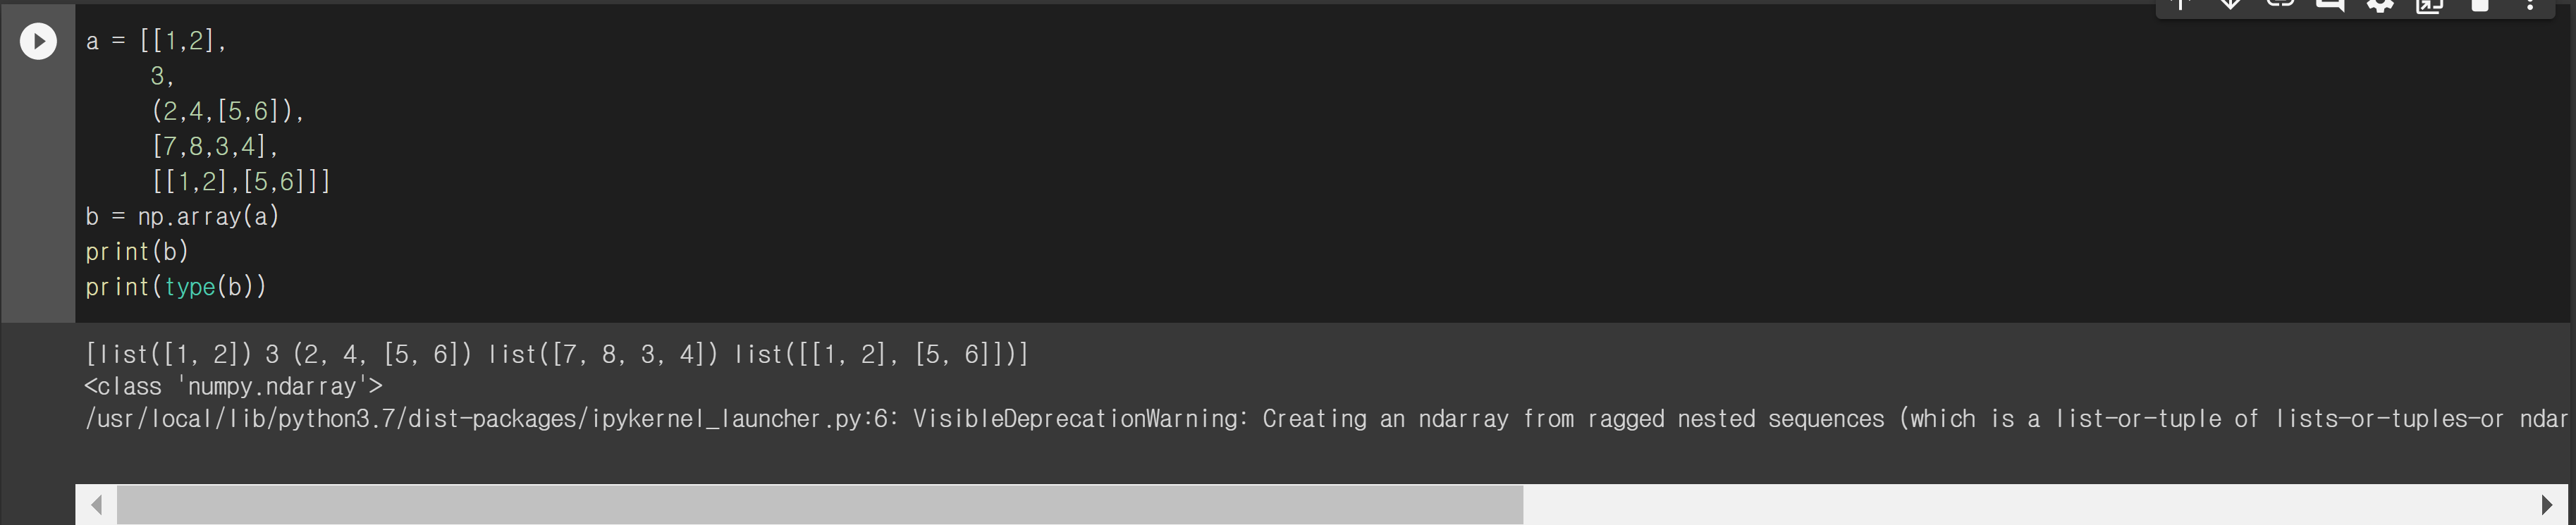 a = [[1,2],
     3,
     (2,4,[5,6]),
     [7,8,3,4],
     [[1,2],[5,6]]]
b = np.array(a)
print(b)
print(type(b))
[list([1, 2]) 3 (2, 4, [5, 6]) list([7, 8, 3, 4]) list([[1, 2], [5, 6]])]
<class 'numpy.ndarray'>
/usr/local/lib/python3.7/dist-packages/ipykernel_launcher.py:6: VisibleDeprecationWarning: Creating an ndarray from ragged nested sequences (which is a list-or-tuple of lists-or-tuples-or ndar